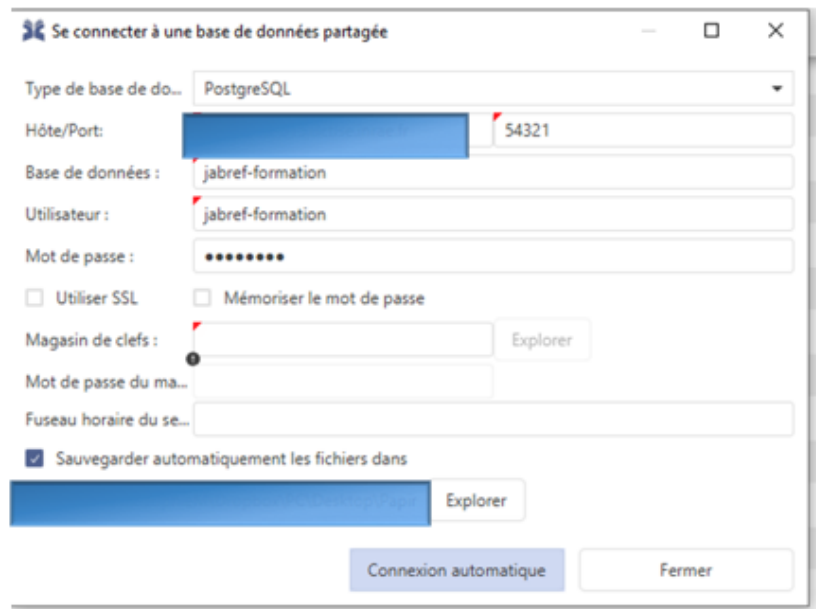 Se connecter à une base de données partagée
Type de base de do... PostgreSQL
Hôte/Port: 54321
Base de données : jabref-formation
Utilisateur : jabref-formation
Mot de passe : ●●●●●●●●
Utiliser SSL Mémoriser le mot de passe
Magasin de clefs : Explorer
Mot de passe du ma...
Fuseau horaire du se...
Sauvegarder automatiquement les fichiers dans
Explorer
Connexion automatique Fermer